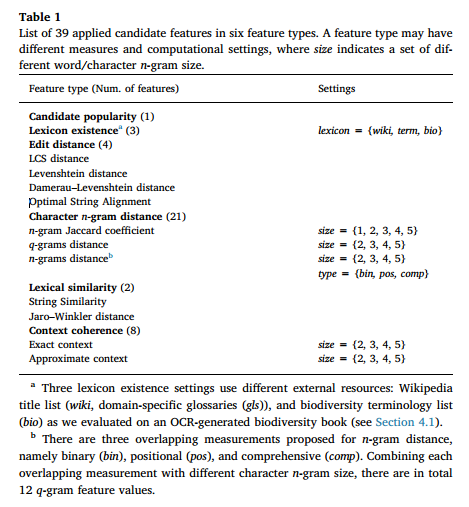 Table 1
List of 39 applied candidate features in six feature types. A feature type may have
different measures and computational settings, where size indicates a set of dif-
ferent word/character n-gram size.
Feature type (Num. of features) Settings
Candidate popularity (1)
Lexicon existenceᵃ (3) lexicon = {wiki, term, bio}
Edit distance (4)
LCS distance
Levenshtein distance
Damerau–Levenshtein distance
Optimal String Alignment
Character n-gram distance (21)
n-gram Jaccard coefficient size = {1, 2, 3, 4, 5}
q-grams distance size = {2, 3, 4, 5}
n-grams distanceᵇ size = {2, 3, 4, 5}
type = {bin, pos, comp}
Lexical similarity (2)
String Similarity
Jaro–Winkler distance
Context coherence (8)
Exact context size = {2, 3, 4, 5}
Approximate context size = {2, 3, 4, 5}
ᵃ Three lexicon existence settings use different external resources: Wikipedia
title list (wiki, domain-specific glossaries (gls)), and biodiversity terminology list
(bio) as we evaluated on an OCR-generated biodiversity book (see Section 4.1).
ᵇ There are three overlapping measurements proposed for n-gram distance,
namely binary (bin), positional (pos), and comprehensive (comp). Combining each
overlapping measurement with different character n-gram size, there are in total
12 q-gram feature values.